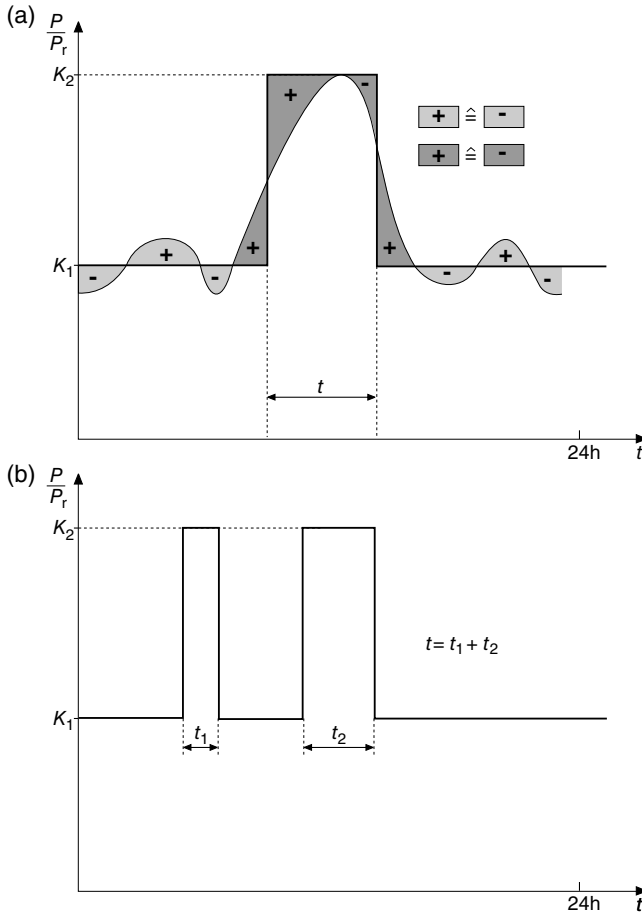 (a)
P
Pr
K2
+
-
+ ≙ -
+ ≙ -
K1
-
+
-
+
+
-
+
-
t
24h
t
(b)
P
Pr
K2
t = t1 + t2
K1
t1
t2
24h
t